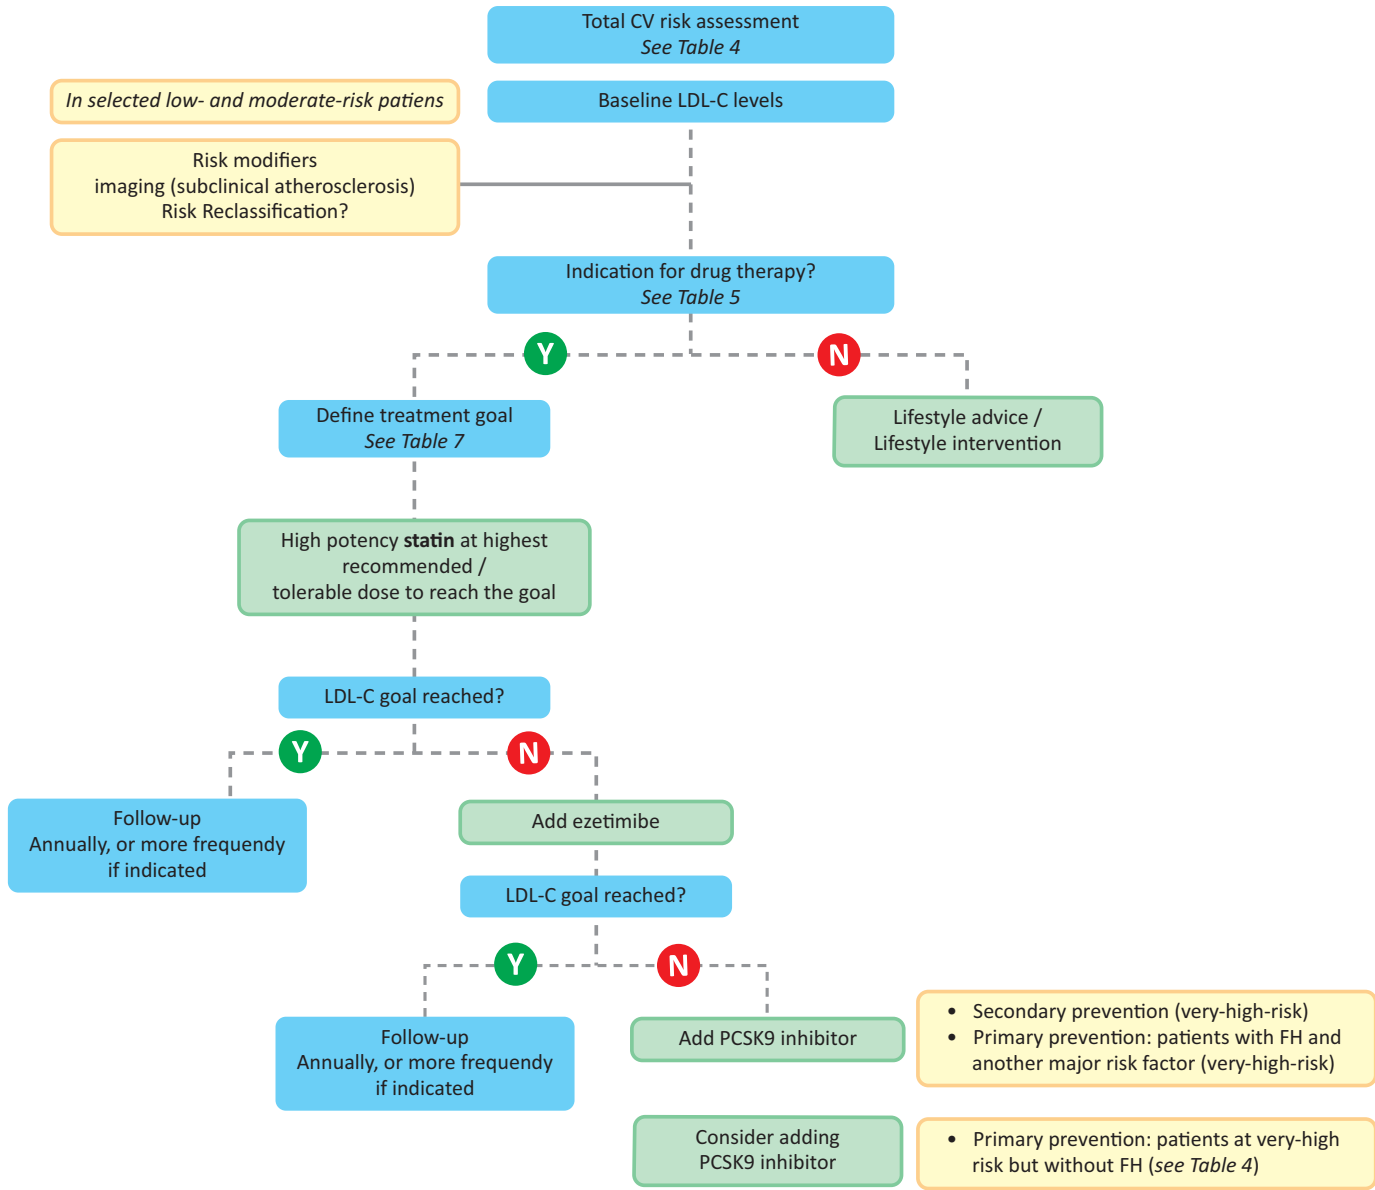 Total CV risk assessment
See Table 4
In selected low- and moderate-risk patiens
Baseline LDL-C levels
Risk modifiers
imaging (subclinical atherosclerosis)
Risk Reclassification?
Indication for drug therapy?
See Table 5
Y
N
Define treatment goal
See Table 7
Lifestyle advice /
Lifestyle intervention
High potency statin at highest
recommended /
tolerable dose to reach the goal
LDL-C goal reached?
Y
N
Follow-up
Annually, or more frequendy
if indicated
Add ezetimibe
LDL-C goal reached?
Y
N
Follow-up
Annually, or more frequendy
if indicated
Add PCSK9 inhibitor
• Secondary prevention (very-high-risk)
• Primary prevention: patients with FH and
another major risk factor (very-high-risk)
Consider adding
PCSK9 inhibitor
• Primary prevention: patients at very-high
risk but without FH (see Table 4)